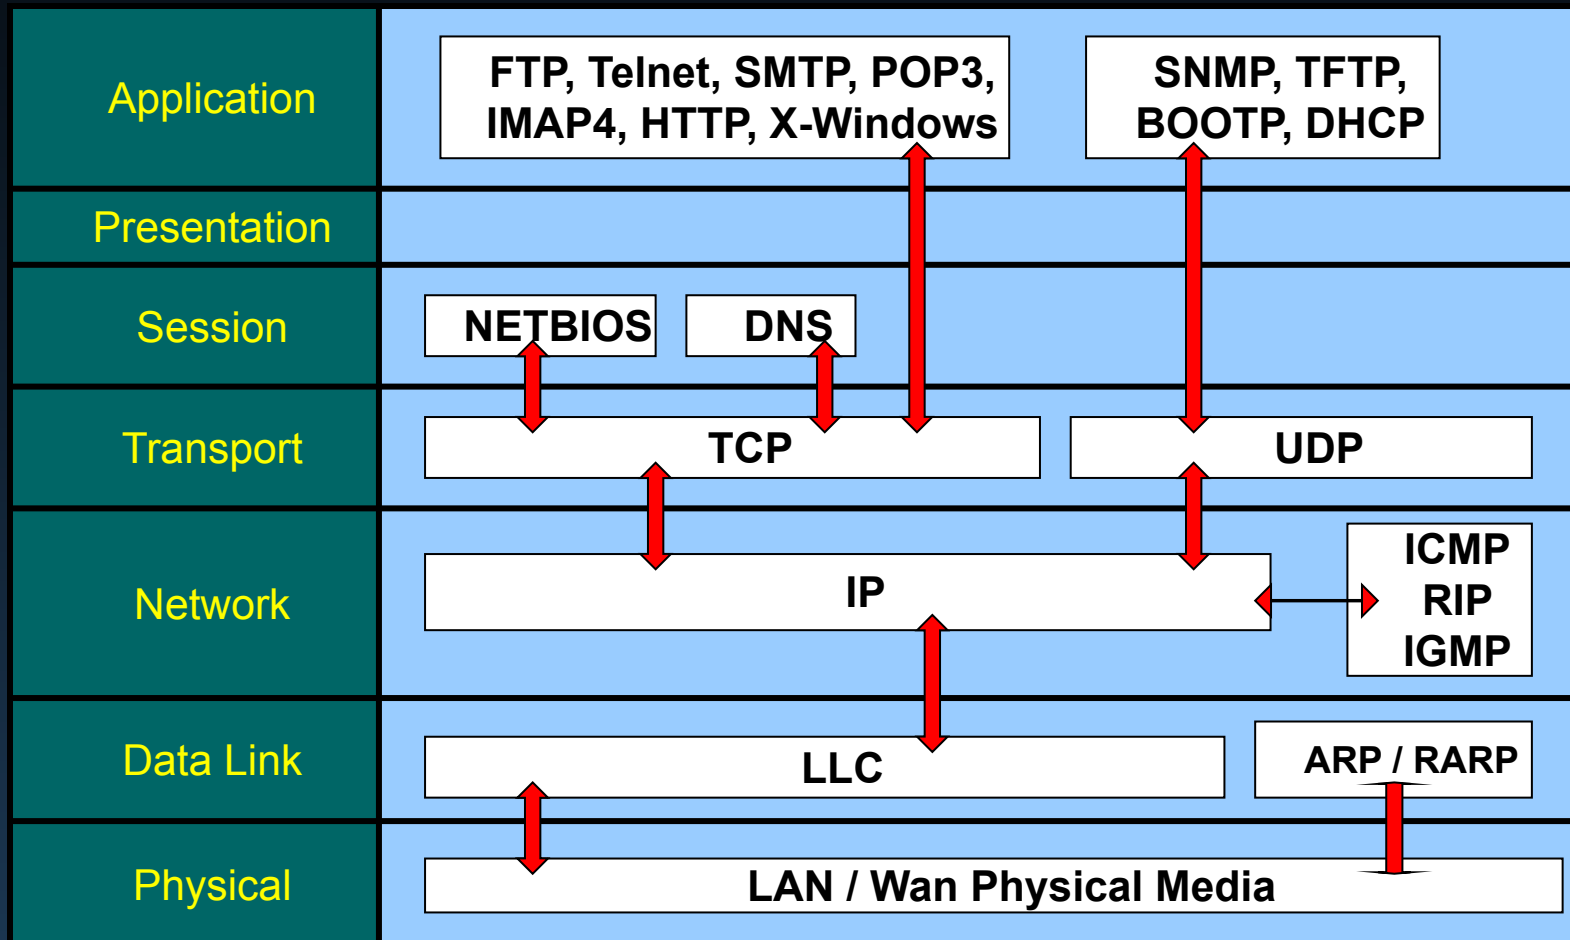 Application
FTP, Telnet, SMTP, POP3,
IMAP4, HTTP, X-Windows
SNMP, TFTP,
BOOTP, DHCP
Presentation
Session
NETBIOS
DNS
Transport
TCP
UDP
Network
IP
ICMP
RIP
IGMP
Data Link
LLC
ARP / RARP
Physical
LAN / Wan Physical Media